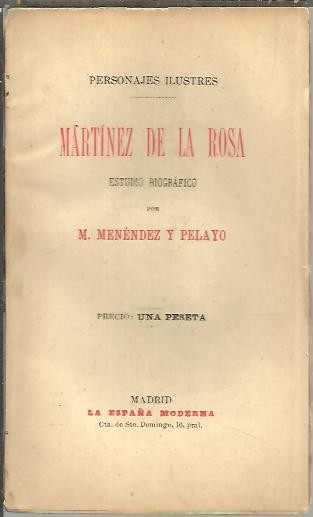 PERSONAJES ILUSTRES
MÁRTÍNEZ DE LA ROSA
ESTUDIO BIOGRÁFICO
POR
M. MENÉNDEZ Y PELAYO
PRECIO: UNA PESETA
MADRID
LA ESPAÑA MODERNA
Cta. de Sto. Domingo, 16, pral.